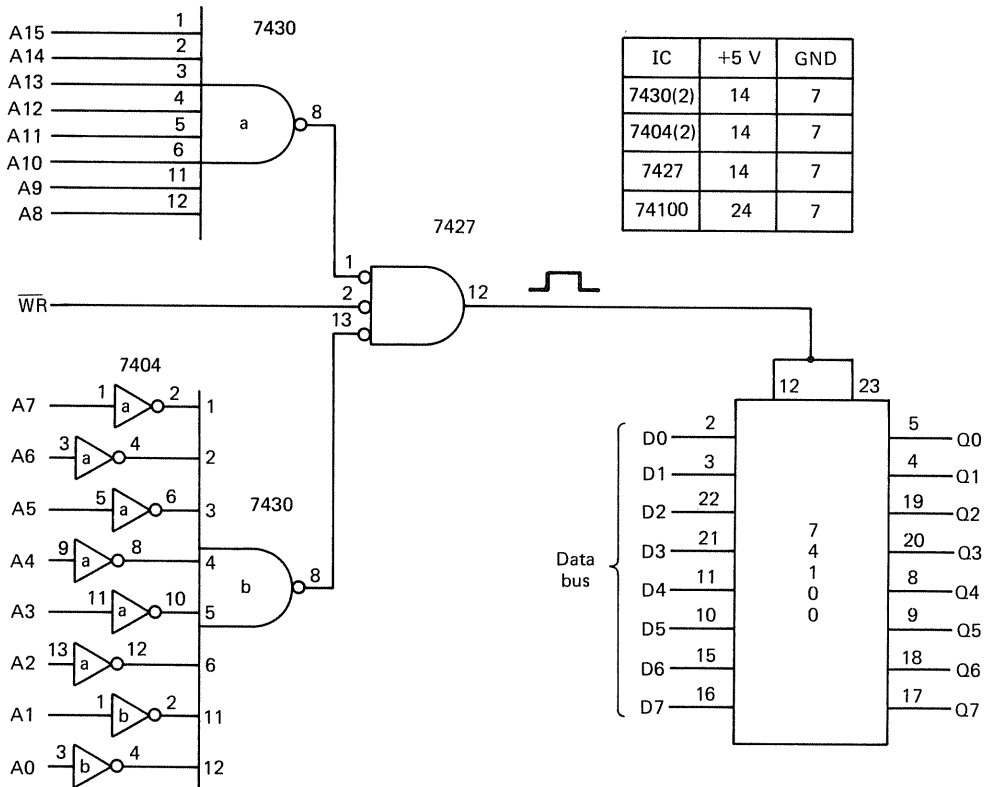 A15 1 7430
A14 2
A13 3
A12 4
A11 5
A10 6
A9 11
A8 12
a 8
IC +5 V GND
7430(2) 14 7
7404(2) 14 7
7427 14 7
74100 24 7
7427
1
WR 2 12
13
7404
A7 1 a 2 1
A6 3 a 4 2
A5 5 a 6 3
7430
A4 9 a 8 4
b 8
A3 11 a 10 5
A2 13 a 12 6
A1 1 b 2 11
A0 3 b 4 12
12 23
D0 2 5 Q0
D1 3 4 Q1
D2 22 19 Q2
D3 21 20 Q3
D4 11 8 Q4
D5 10 9 Q5
D6 15 18 Q6
D7 16 17 Q7
Data
bus
7
4
1
0
0